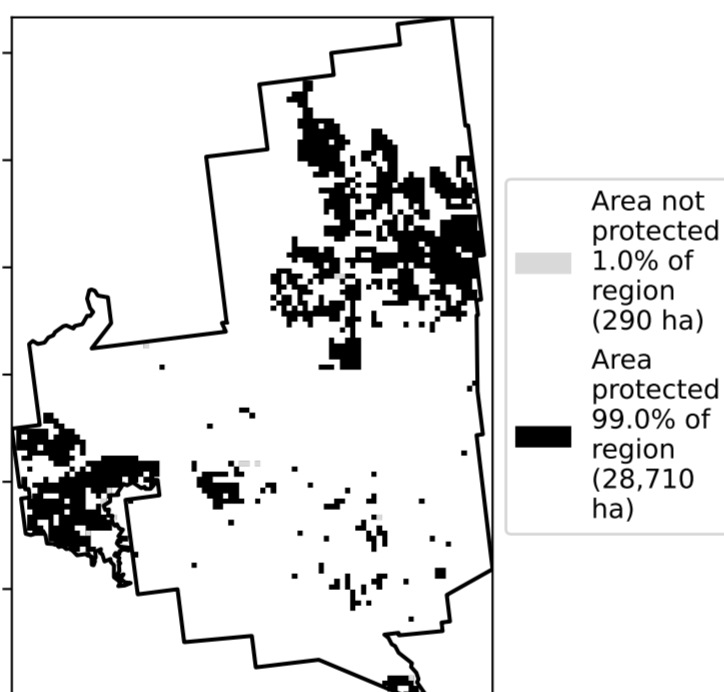 Area not
protected
1.0% of
region
(290 ha)
Area
protected
99.0% of
region
(28,710
ha)